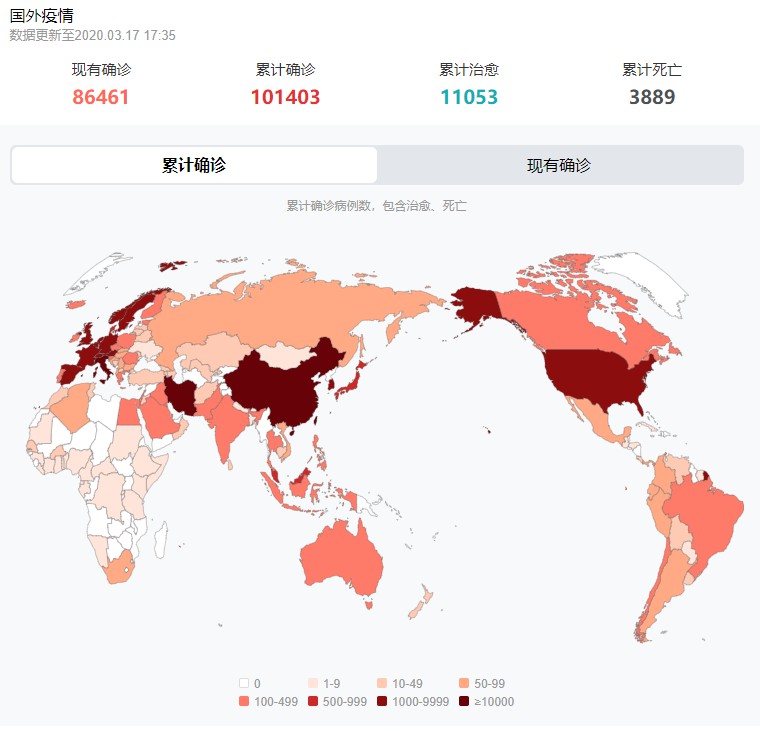 国外疫情
数据更新至2020.03.17 17:35
现有确诊 累计确诊 累计治愈 累计死亡
86461 101403 11053 3889
累计确诊 现有确诊
累计确诊病例数，包含治愈、死亡
0 1-9 10-49 50-99
100-499 500-999 1000-9999 ≥10000